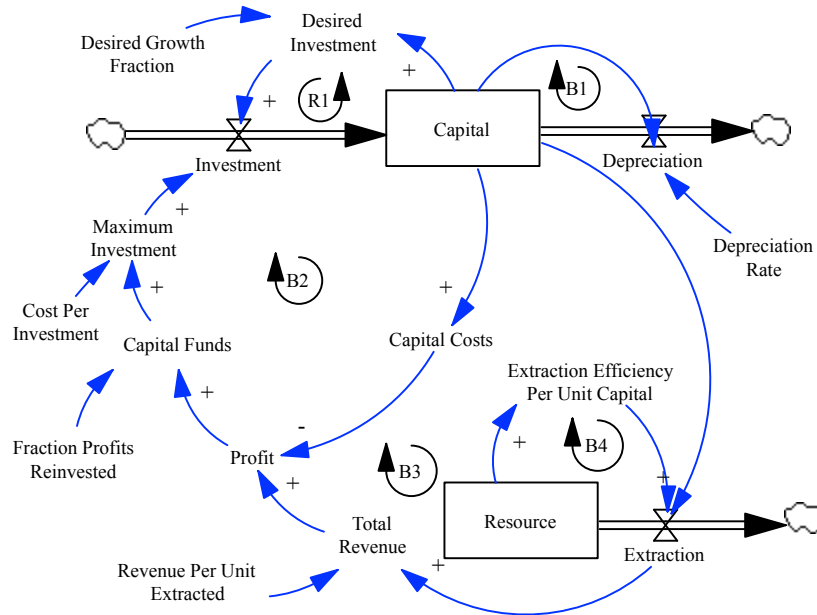 Desired Growth
Fraction
Desired
Investment
+
+
+
R1
B1
Capital
Investment
Depreciation
+
Maximum
Investment
Depreciation
Rate
B2
+
Cost Per
Investment
+
Capital Funds
Capital Costs
Extraction Efficiency
Per Unit Capital
+
-
+
B4
Fraction Profits
Reinvested
Profit
B3
+
+
Resource
Total
Revenue
Extraction
+
Revenue Per Unit
Extracted